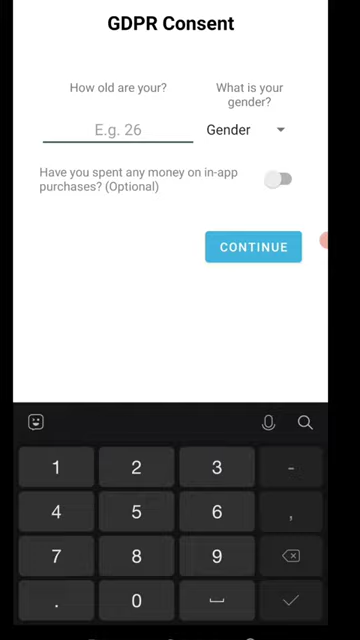 GDPR Consent
How old are your?
What is your
gender?
E.g. 26
Gender
Have you spent any money on in-app
purchases? (Optional)
CONTINUE
1 2 3 -
4 5 6 ,
7 8 9
. 0